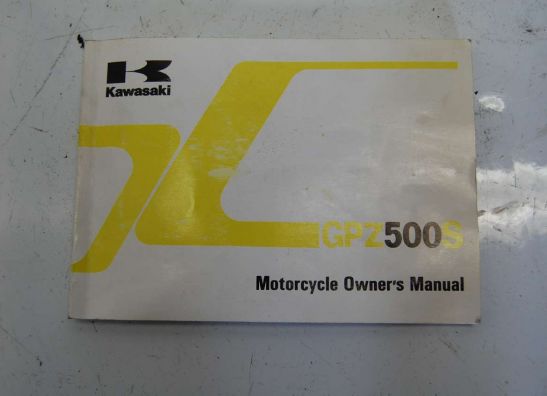 Kawasaki
GPZ500S
Motorcycle Owner's Manual